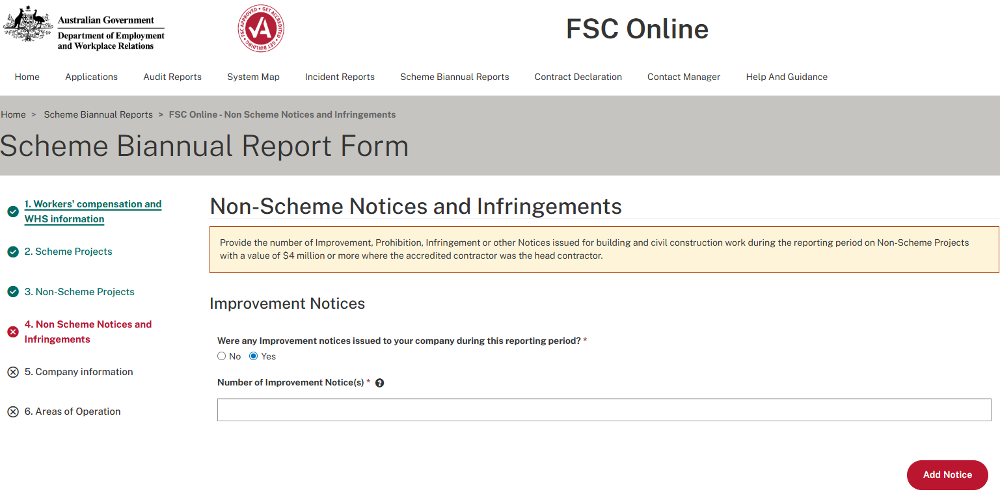 Australian Government
Department of Employment
and Workplace Relations
FSC APPROVED • GET ACCREDITED • GET BUILDING •
FSC Online
Home Applications Audit Reports System Map Incident Reports Scheme Biannual Reports Contract Declaration Contact Manager Help And Guidance
Home > Scheme Biannual Reports > FSC Online - Non Scheme Notices and Infringements
Scheme Biannual Report Form
1. Workers' compensation and
WHS information
2. Scheme Projects
3. Non-Scheme Projects
4. Non Scheme Notices and
Infringements
5. Company information
6. Areas of Operation
Non-Scheme Notices and Infringements
Provide the number of Improvement, Prohibition, Infringement or other Notices issued for building and civil construction work during the reporting period on Non-Scheme Projects
with a value of $4 million or more where the accredited contractor was the head contractor.
Improvement Notices
Were any Improvement notices issued to your company during this reporting period? *
No Yes
Number of Improvement Notice(s) * ?
Add Notice